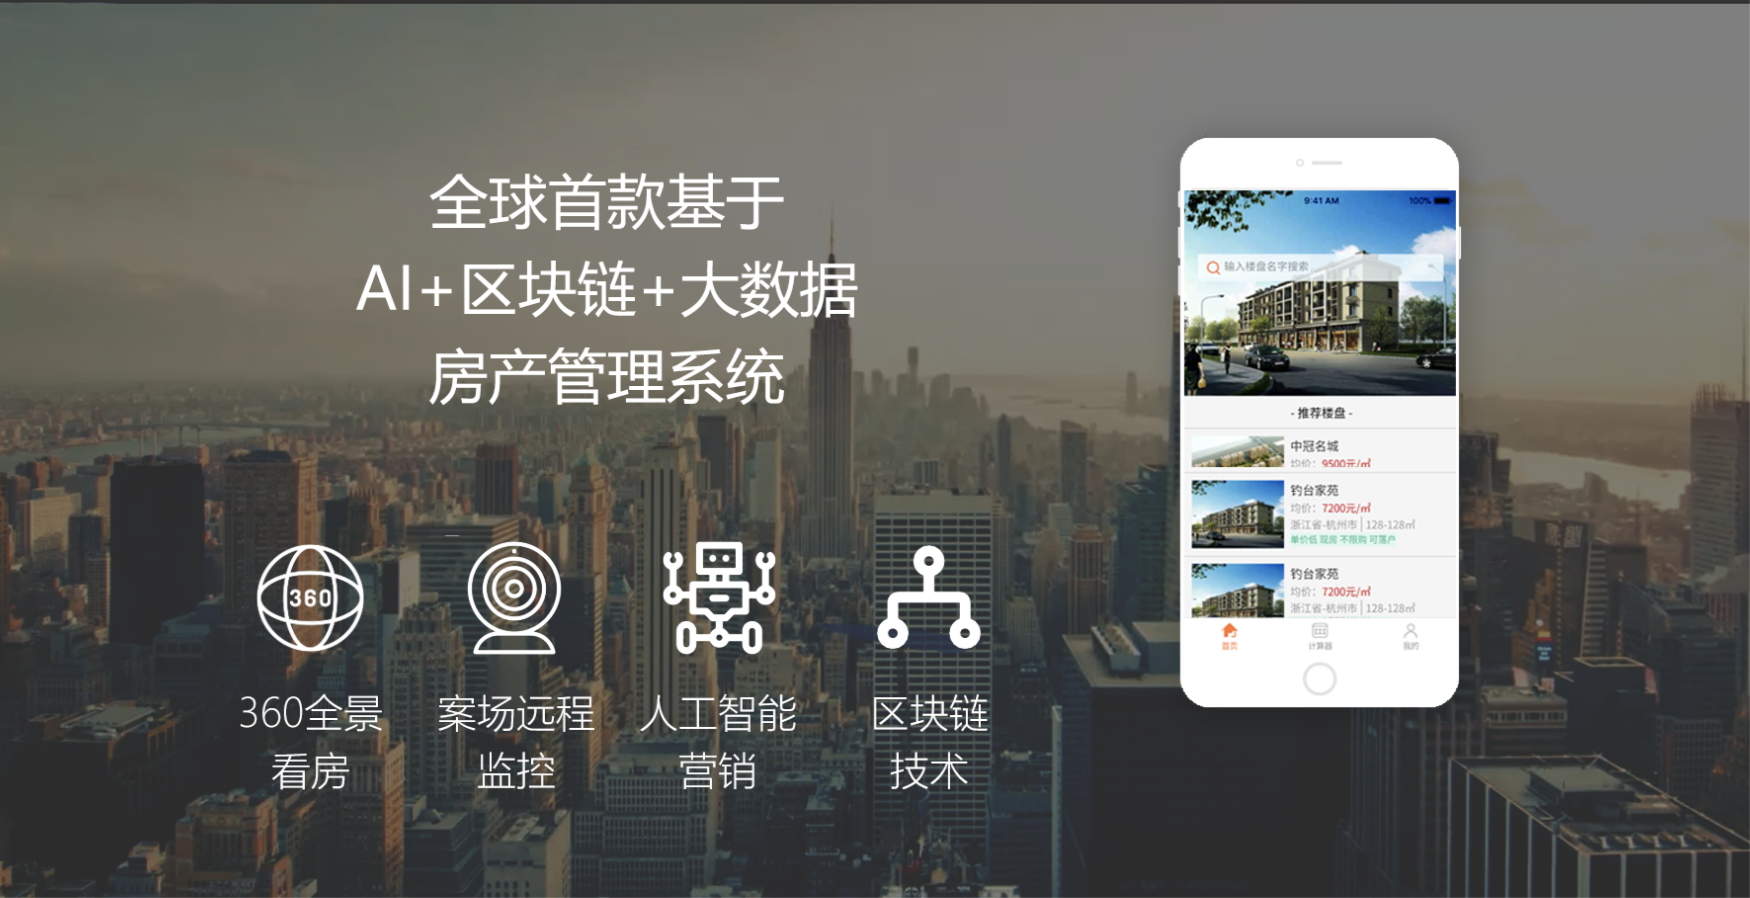 全球首款基于
AI+区块链+大数据
房产管理系统
360
360全景
看房
案场远程
监控
人工智能
营销
区块链
技术
9:41 AM 100%
输入楼盘名字搜索
- 推荐楼盘 -
中冠名城
均价：9500元/㎡
钓台家苑
均价：7200元/㎡
浙江省-杭州市 | 128-128㎡
单价低 现房 不限购 可落户
钓台家苑
均价：7200元/㎡
浙江省-杭州市 | 128-128㎡
首页 计算器 我的